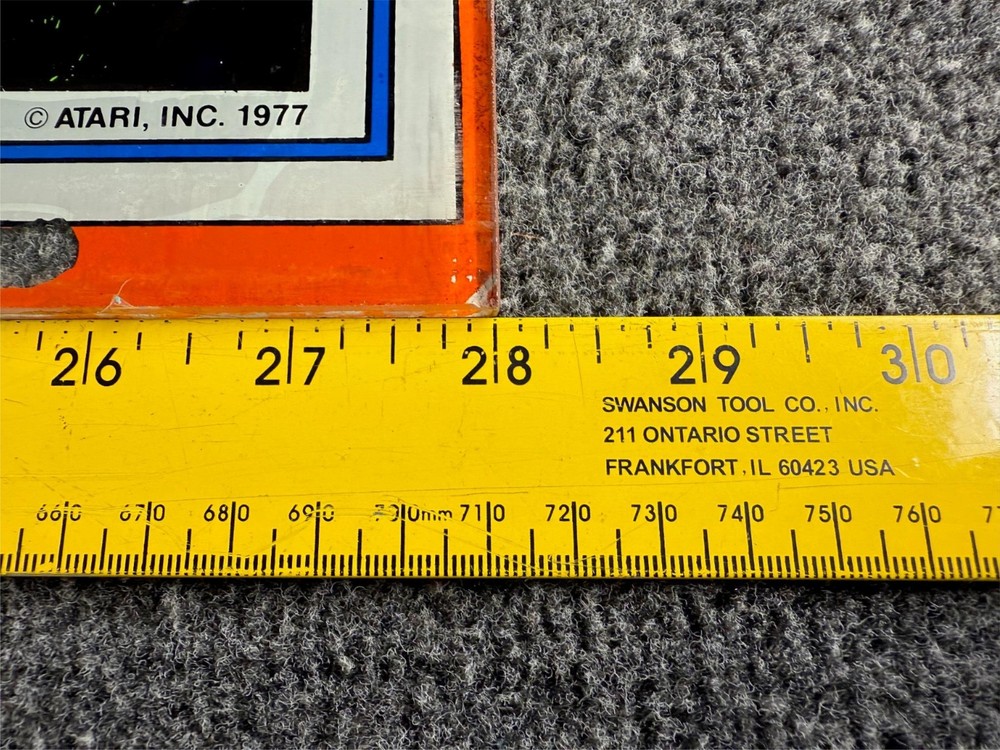 © ATARI, INC. 1977
26 27 28 29 30
SWANSON TOOL CO., INC.
211 ONTARIO STREET
FRANKFORT, IL 60423 USA
660 670 680 690 700mm 710 720 730 740 750 760